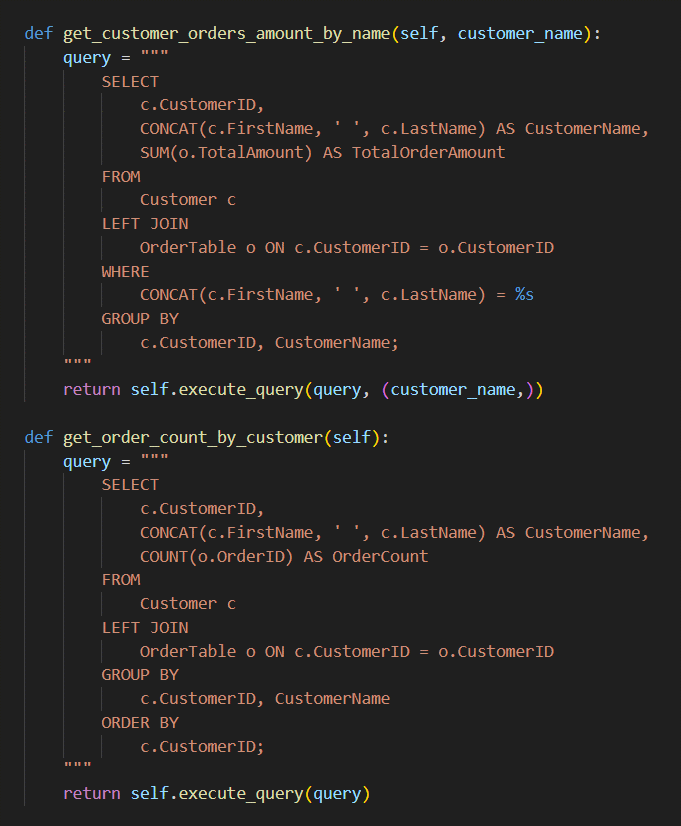 def get_customer_orders_amount_by_name(self, customer_name):
    query = """
        SELECT
            c.CustomerID,
            CONCAT(c.FirstName, ' ', c.LastName) AS CustomerName,
            SUM(o.TotalAmount) AS TotalOrderAmount
        FROM
            Customer c
        LEFT JOIN
            OrderTable o ON c.CustomerID = o.CustomerID
        WHERE
            CONCAT(c.FirstName, ' ', c.LastName) = %s
        GROUP BY
            c.CustomerID, CustomerName;
    """
    return self.execute_query(query, (customer_name,))

def get_order_count_by_customer(self):
    query = """
        SELECT
            c.CustomerID,
            CONCAT(c.FirstName, ' ', c.LastName) AS CustomerName,
            COUNT(o.OrderID) AS OrderCount
        FROM
            Customer c
        LEFT JOIN
            OrderTable o ON c.CustomerID = o.CustomerID
        GROUP BY
            c.CustomerID, CustomerName
        ORDER BY
            c.CustomerID;
    """
    return self.execute_query(query)